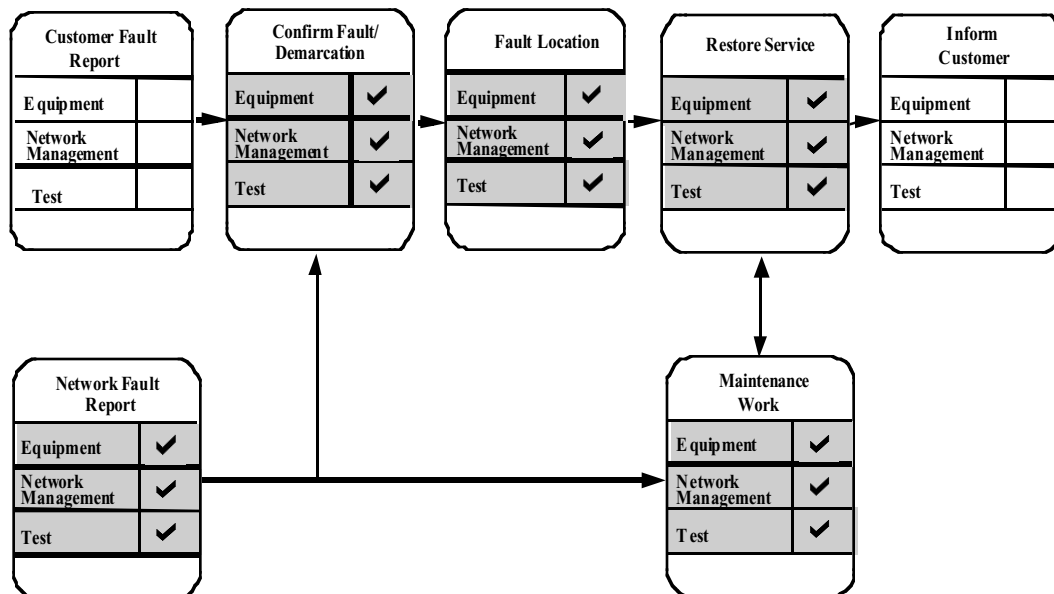 Customer Fault
Report
Equipment
Network
Management
Test
Confirm Fault/
Demarcation
Equipment
Network
Management
Test
Fault Location
Equipment
Network
Management
Test
Restore Service
Equipment
Network
Management
Test
Inform
Customer
Equipment
Network
Management
Test
Network Fault
Report
Equipment
Network
Management
Test
Maintenance
Work
Equipment
Network
Management
Test